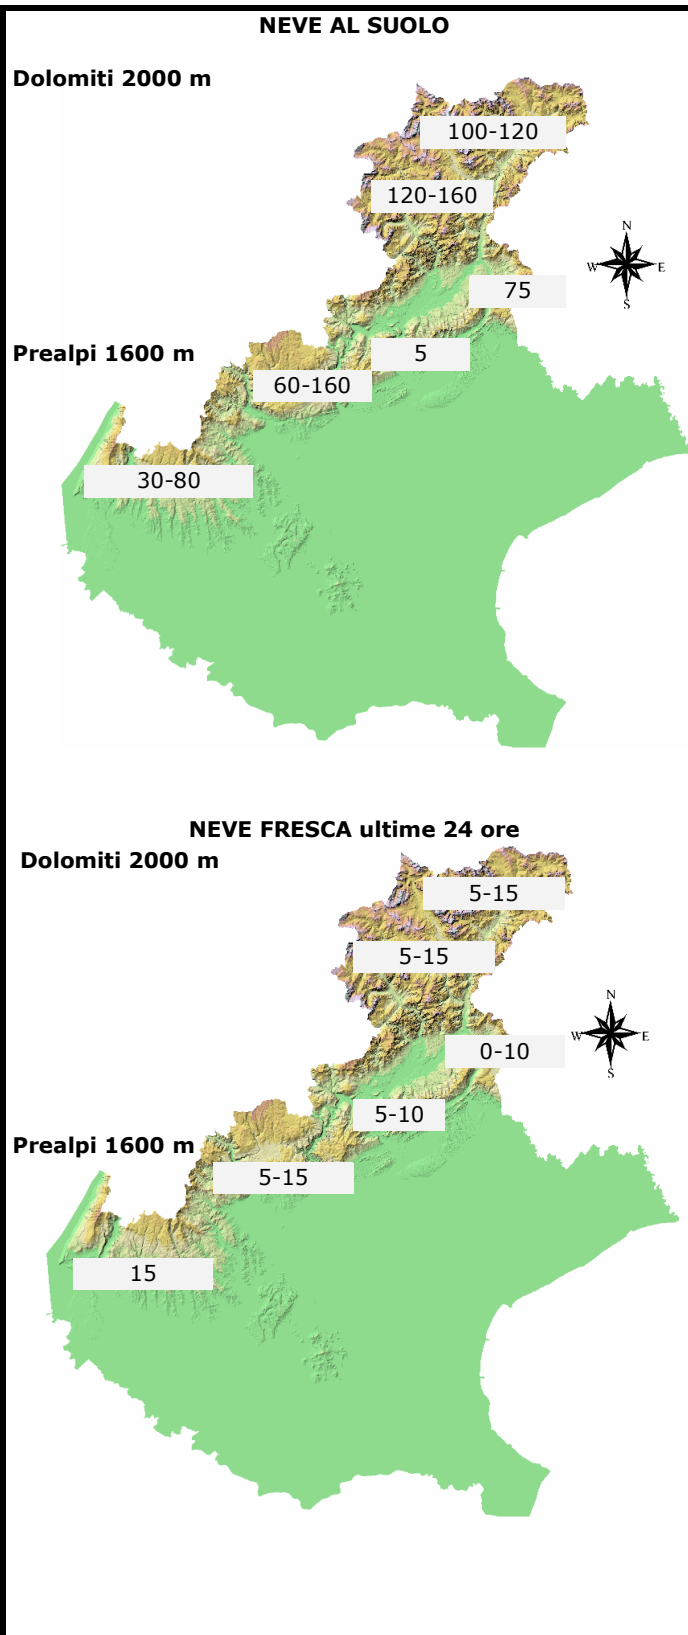 NEVE AL SUOLO
Dolomiti 2000 m
100-120
120-160
N
W E
S
75
Prealpi 1600 m
5
60-160
30-80
NEVE FRESCA ultime 24 ore
Dolomiti 2000 m
5-15
5-15
N
W E
S
0-10
5-10
Prealpi 1600 m
5-15
15